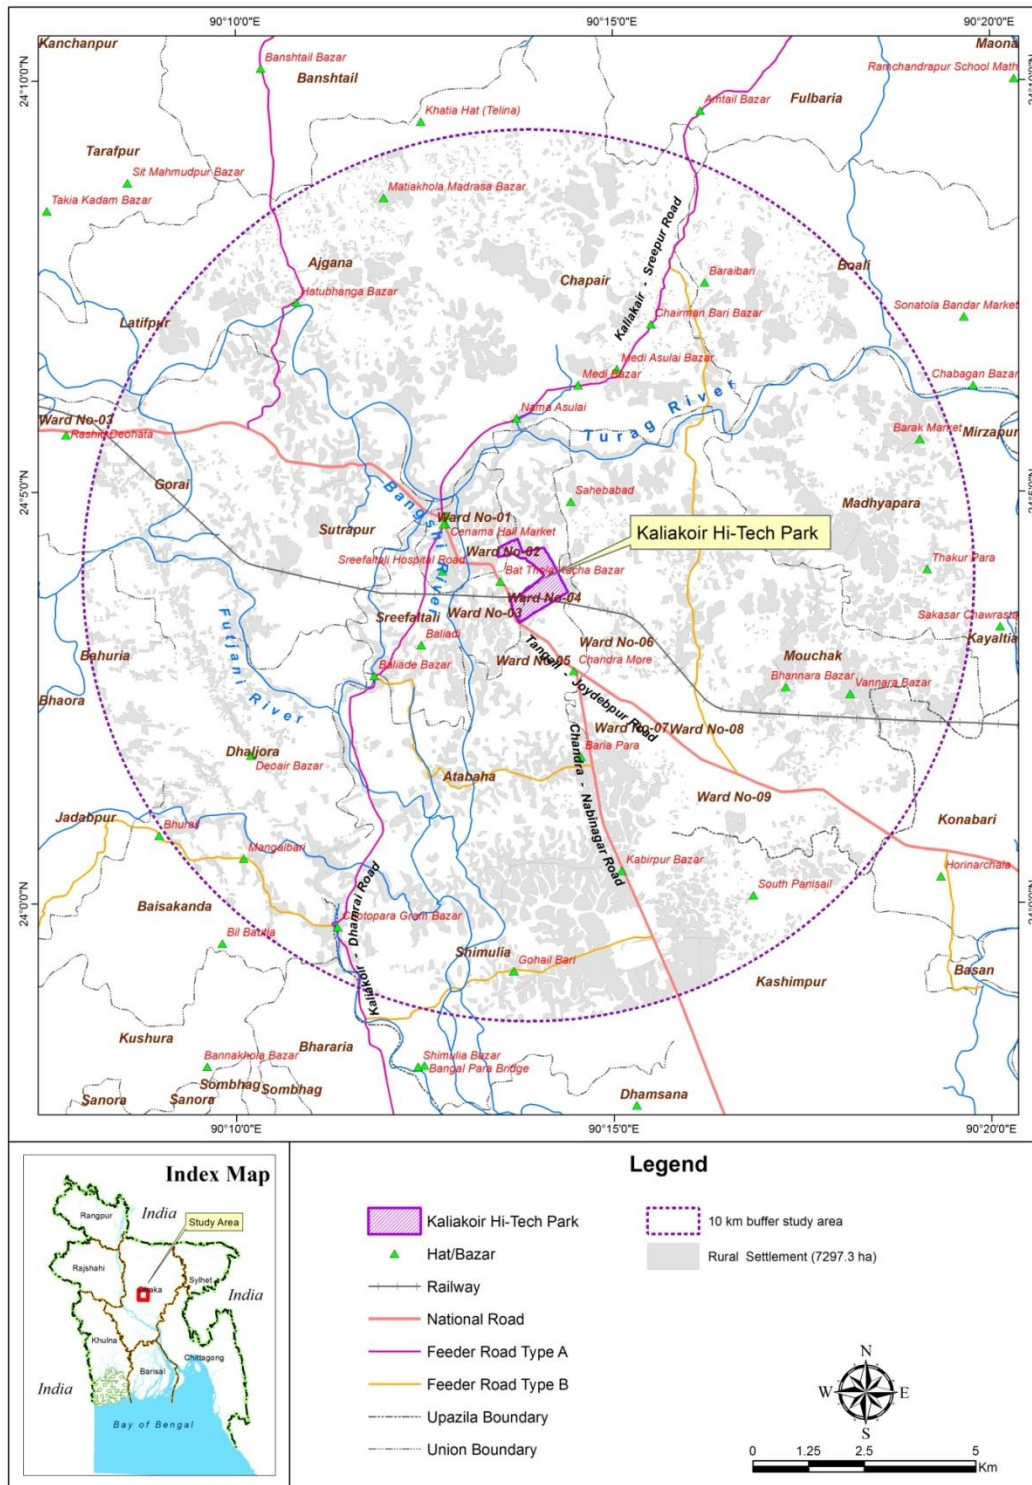 90°10'0"E
90°15'0"E
90°20'0"E
Kanchanpur
Maona
Banshtail Bazar
Ramchandrapur School Math
Banshtail
24°10'0"N
24°10'0"N
Amtail Bazar
Fulbaria
Khatia Hat (Telina)
Tarafpur
Sit Mahmudpur Bazar
Matiakhola Madrasa Bazar
Takia Kadam Bazar
Kaliakair - Sreepur Road
Ajgana
Boali
Chapair
Baraibari
Hatubhanga Bazar
Sonatola Bandar Market
Latifpur
Chairman Bari Bazar
Medi Asulai Bazar
Medi Bazar
Chabagan Bazar
Nama Asulai
Ward No-03
Rashid Deohata
Turag River
Barak Market
Mirzapur
Gorai
Bangshi River
Sahebabad
Madhyapara
24°5'0"N
24°5'0"N
Ward No-01
Sutrapur
Cenama Hall Market
Kaliakoir Hi-Tech Park
Ward No-02
Sreefaltali Hospital Road
Bat Thola Kacha Bazar
Thakur Para
Ward No-04
Ward No-03
Sreefaltali
Futjani River
Sakasar Chawrasta
Kayaltia
Baliadi
Ward No-06
Bahuria
Mouchak
Ward No-05
Chandra More
Baliade Bazar
Bhannara Bazar
Vannara Bazar
Bhaora
Tangail - Joydebpur Road
Ward No-07
Ward No-08
Dhaljora
Deoair Bazar
Baria Para
Atabaha
Chandra - Nabinagar Road
Ward No-09
Jadabpur
Konabari
Bhurail
Mangalbari
Kabirpur Bazar
Horinarchala
South Panisail
24°0'0"N
24°0'0"N
Baisakanda
Chotopara Gram Bazar
Bil Bautia
Kaliakoir - Dhamrai Road
Shimulia
Gohail Bari
Basan
Kashimpur
Kushura
Bhararia
Bannakhola Bazar
Shimulia Bazar
Bangal Para Bridge
Sombhag
Sombhag
Sanora
Sanora
Dhamsana
90°10'0"E
90°15'0"E
90°20'0"E
Index Map
India
Rangpur
Study Area
Rajshahi
Sylhet
Dhaka
India
Khulna
Barisal
Chittagong
India
Bay of Bengal
Legend
Kaliakoir Hi-Tech Park
10 km buffer study area
Hat/Bazar
Rural Settlement (7297.3 ha)
Railway
National Road
Feeder Road Type A
Feeder Road Type B
Upazila Boundary
Union Boundary
N
W
E
S
0
1.25
2.5
5
Km